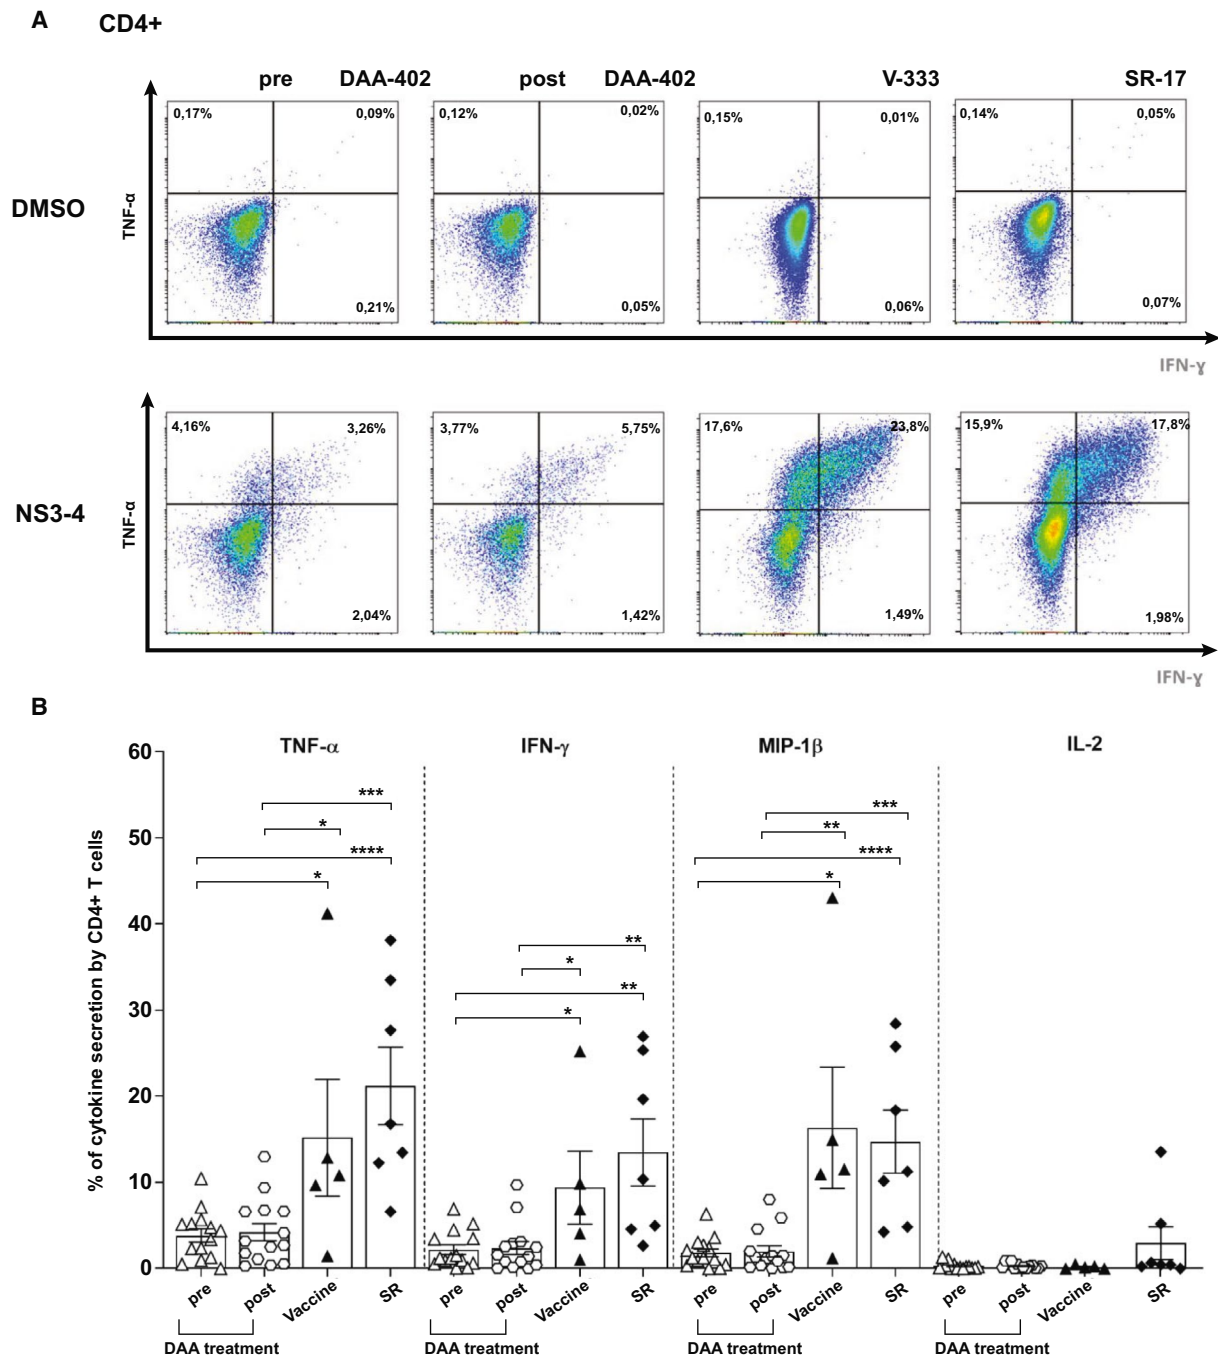 A CD4+
pre DAA-402 post DAA-402 V-333 SR-17
0,17% 0,09% 0,12% 0,02% 0,15% 0,01% 0,14% 0,05%
DMSO
TNF-α
0,21% 0,05% 0,06% 0,07%
IFN-ɣ
4,16% 3,26% 3,77% 5,75% 17,6% 23,8% 15,9% 17,8%
NS3-4
TNF-α
2,04% 1,42% 1,49% 1,98%
IFN-ɣ
B
TNF-α IFN-γ MIP-1β IL-2
% of cytokine secretion by CD4+ T cells
60
50
40
30
20
10
0
*** * **** *
** * ** *
*** ** **** *
pre post Vaccine SR pre post Vaccine SR pre post Vaccine SR pre post Vaccine SR
DAA treatment DAA treatment DAA treatment DAA treatment